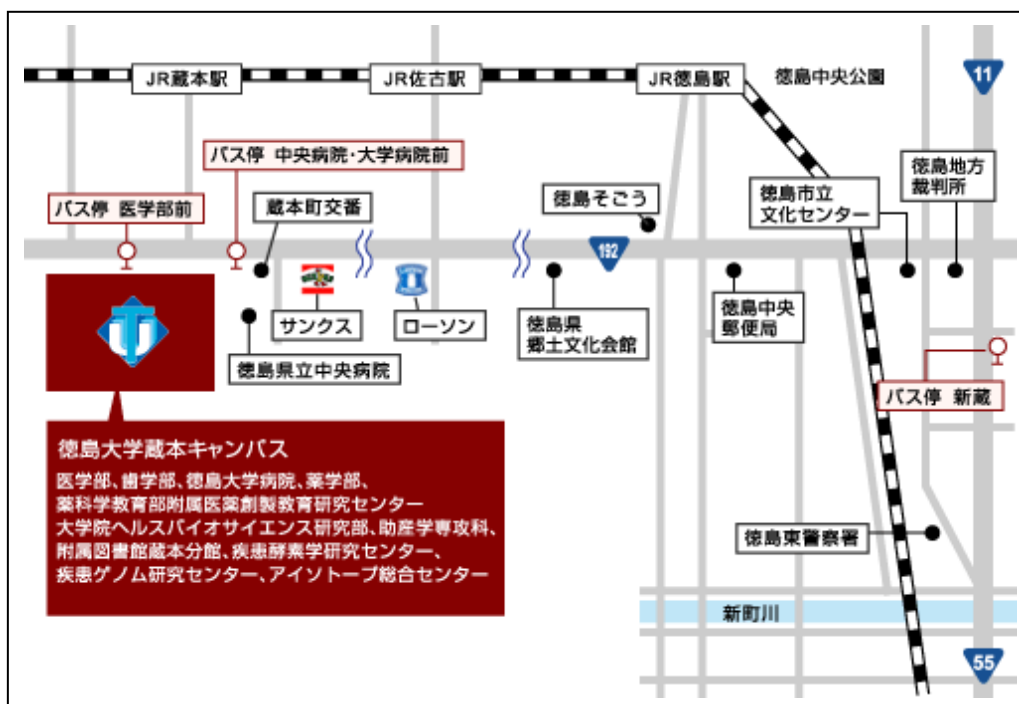 JR蔵本駅
JR佐古駅
JR徳島駅
徳島中央公園
11
バス停 中央病院・大学病院前
バス停 医学部前
蔵本町交番
徳島そごう
徳島市立
文化センター
徳島地方
裁判所
192
サンクス
ローソン
徳島県
郷土文化会館
徳島中央
郵便局
徳島県立中央病院
バス停 新蔵
徳島大学蔵本キャンパス
医学部、歯学部、徳島大学病院、薬学部、
薬科学教育部附属医薬創製教育研究センター
大学院ヘルスバイオサイエンス研究部、助産学専攻科、
附属図書館蔵本分館、疾患酵素学研究センター、
疾患ゲノム研究センター、アイソトープ総合センター
徳島東警察署
新町川
55